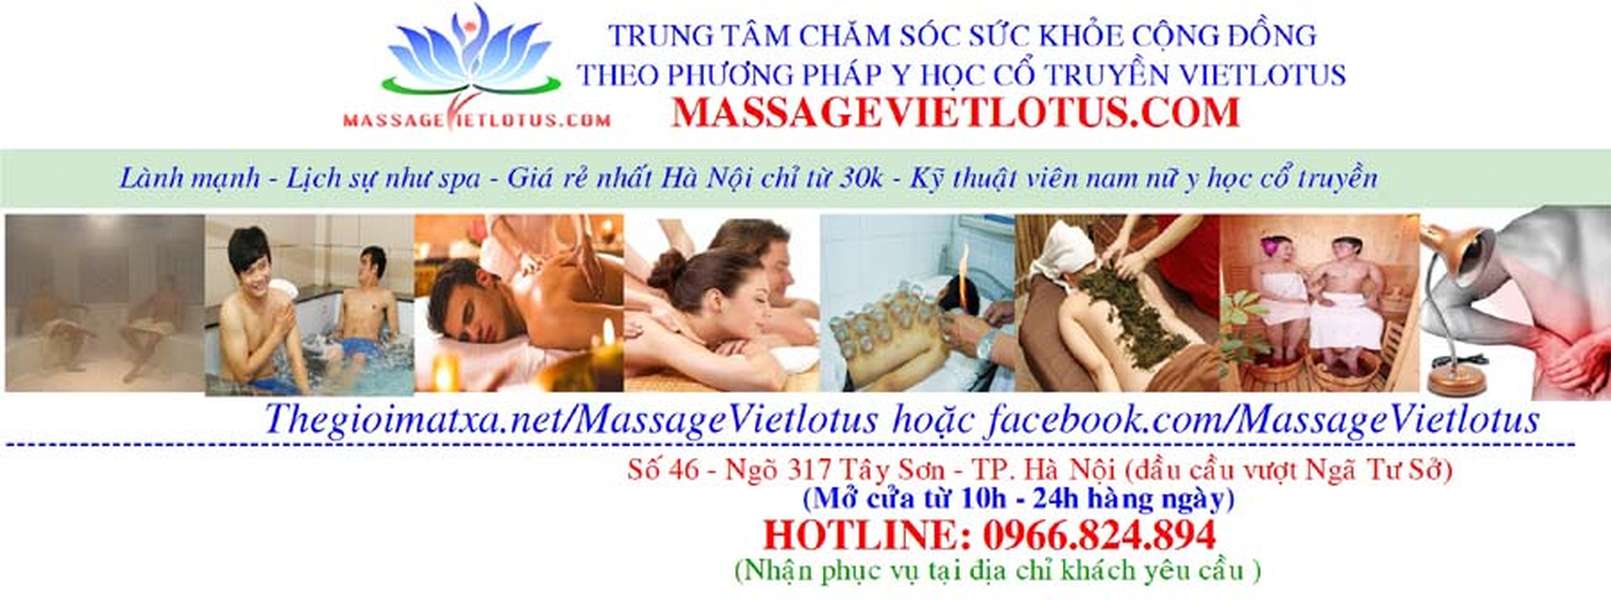 TRUNG TÂM CHĂM SÓC SỨC KHỎE CỘNG ĐỒNG
THEO PHƯƠNG PHÁP Y HỌC CỔ TRUYỀN VIETLOTUS
MASSAGEVIETLOTUS.COM
MASSAGEVIETLOTUS.COM
Lành mạnh - Lịch sự như spa - Giá rẻ nhất Hà Nội chỉ từ 30k - Kỹ thuật viên nam nữ y học cổ truyền
Thegioimatxa.net/MassageVietlotus hoặc facebook.com/MassageVietlotus
Số 46 - Ngõ 317 Tây Sơn - TP. Hà Nội (đầu cầu vượt Ngã Tư Sở)
(Mở cửa từ 10h - 24h hàng ngày)
HOTLINE: 0966.824.894
(Nhận phục vụ tại địa chỉ khách yêu cầu )